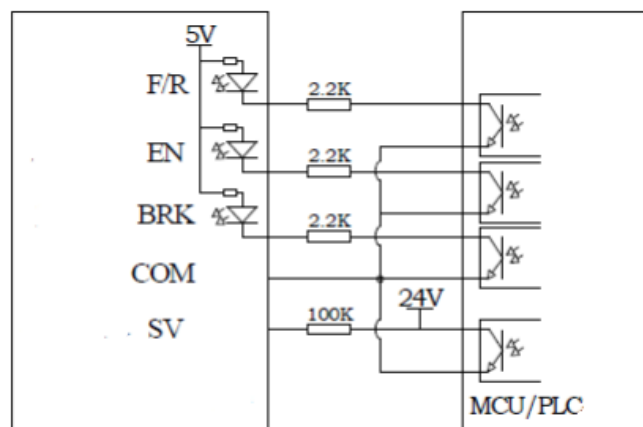 5V
F/R
2.2K
EN
2.2K
BRK
2.2K
COM
24V
SV
100K
MCU/PLC